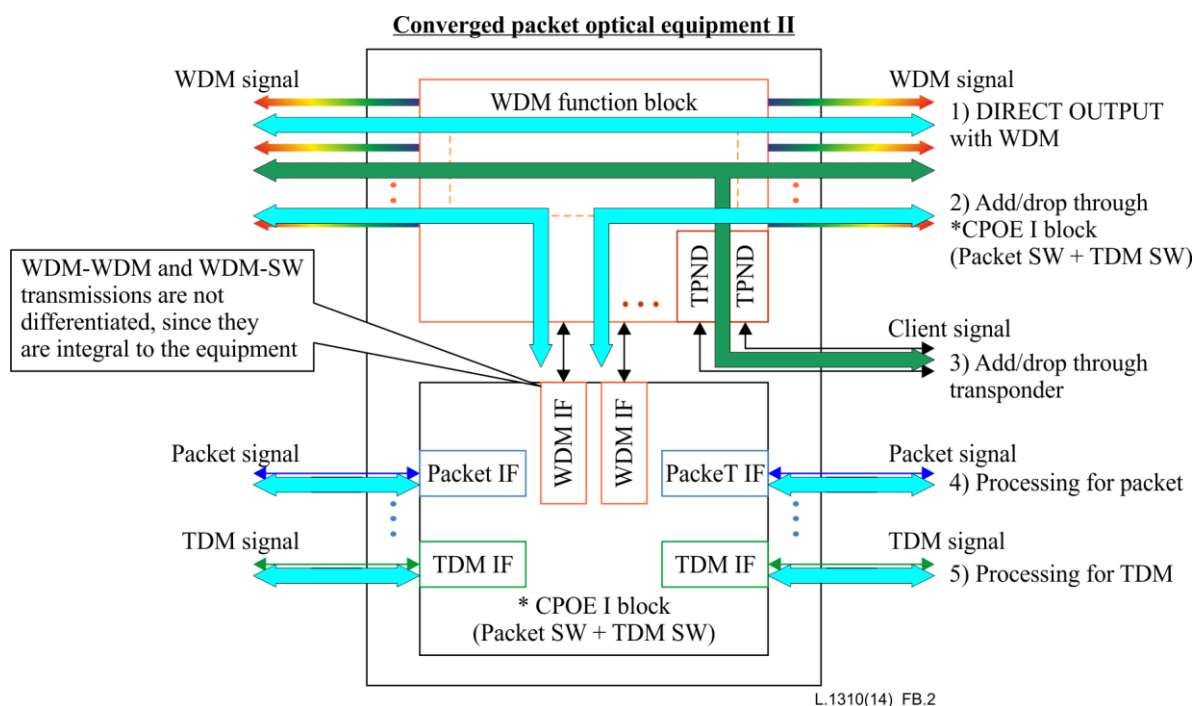 Converged packet optical equipment II
WDM signal
WDM signal
WDM function block
1) DIRECT OUTPUT
with WDM
2) Add/drop through
*CPOE I block
(Packet SW + TDM SW)
WDM-WDM and WDM-SW
transmissions are not
differentiated, since they
are integral to the equipment
TPND
TPND
Client signal
3) Add/drop through
transponder
WDM IF
WDM IF
Packet signal
Packet IF
PackeT IF
Packet signal
4) Processing for packet
TDM signal
TDM IF
TDM IF
TDM signal
5) Processing for TDM
* CPOE I block
(Packet SW + TDM SW)
L.1310(14)_FB.2